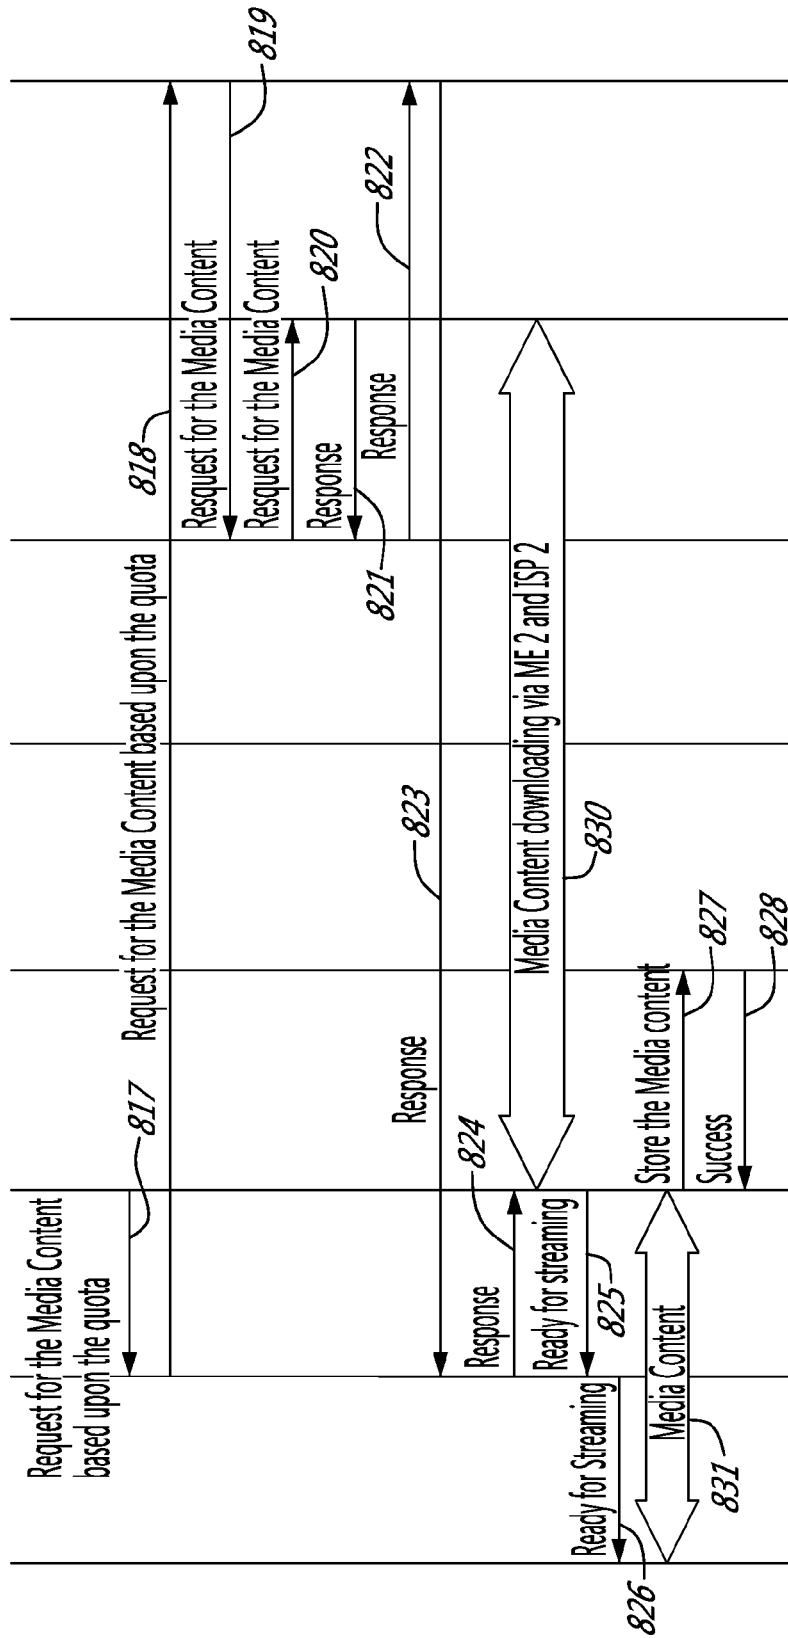 Request for the Media Content
based upon the quota
817
Request for the Media Content based upon the quota
818
Resquest for the Media Content
819
Resquest for the Media Content
820
Response
821
Response
822
Response
823
824
Response
Media Content downloading via ME 2 and ISP 2
830
Ready for streaming
825
Ready for Streaming
826
Store the Media content
827
Media Content
831
Success
828